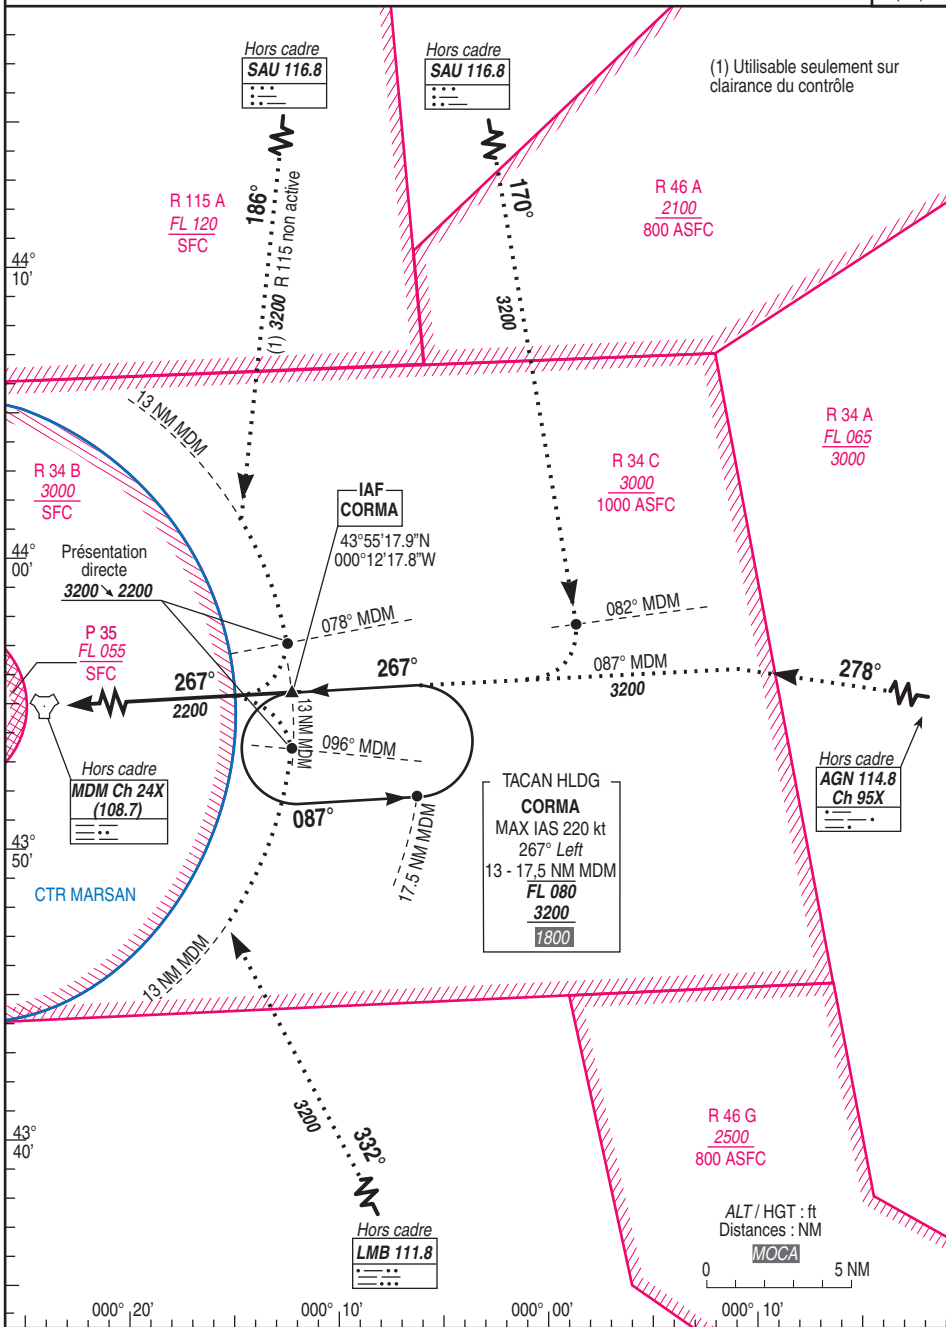 Hors cadre
SAU 116.8
Hors cadre
SAU 116.8
(1) Utilisable seulement sur
clairance du contrôle
186°
(1) 3200 R 115 non active
170°
3200
R 115 A
FL 120
SFC
R 46 A
2100
800 ASFC
44°
10'
13 NM MDM
R 34 B
3000
SFC
IAF
CORMA
43°55'17.9"N
000°12'17.8"W
R 34 C
3000
1000 ASFC
R 34 A
FL 065
3000
44°
00'
Présentation
directe
3200 ↘ 2200
078° MDM
082° MDM
P 35
FL 055
SFC
267°
2200
267°
087° MDM
3200
278°
13 NM MDM
096° MDM
Hors cadre
MDM Ch 24X
(108.7)
087°
17.5 NM MDM
TACAN HLDG
CORMA
MAX IAS 220 kt
267° Left
13 - 17,5 NM MDM
FL 080
3200
1800
Hors cadre
AGN 114.8
Ch 95X
43°
50'
CTR MARSAN
13 NM MDM
3200
332°
Hors cadre
LMB 111.8
43°
40'
R 46 G
2500
800 ASFC
ALT / HGT : ft
Distances : NM
MOCA
0 5 NM
000° 20' 000° 10' 000° 00' 000° 10'